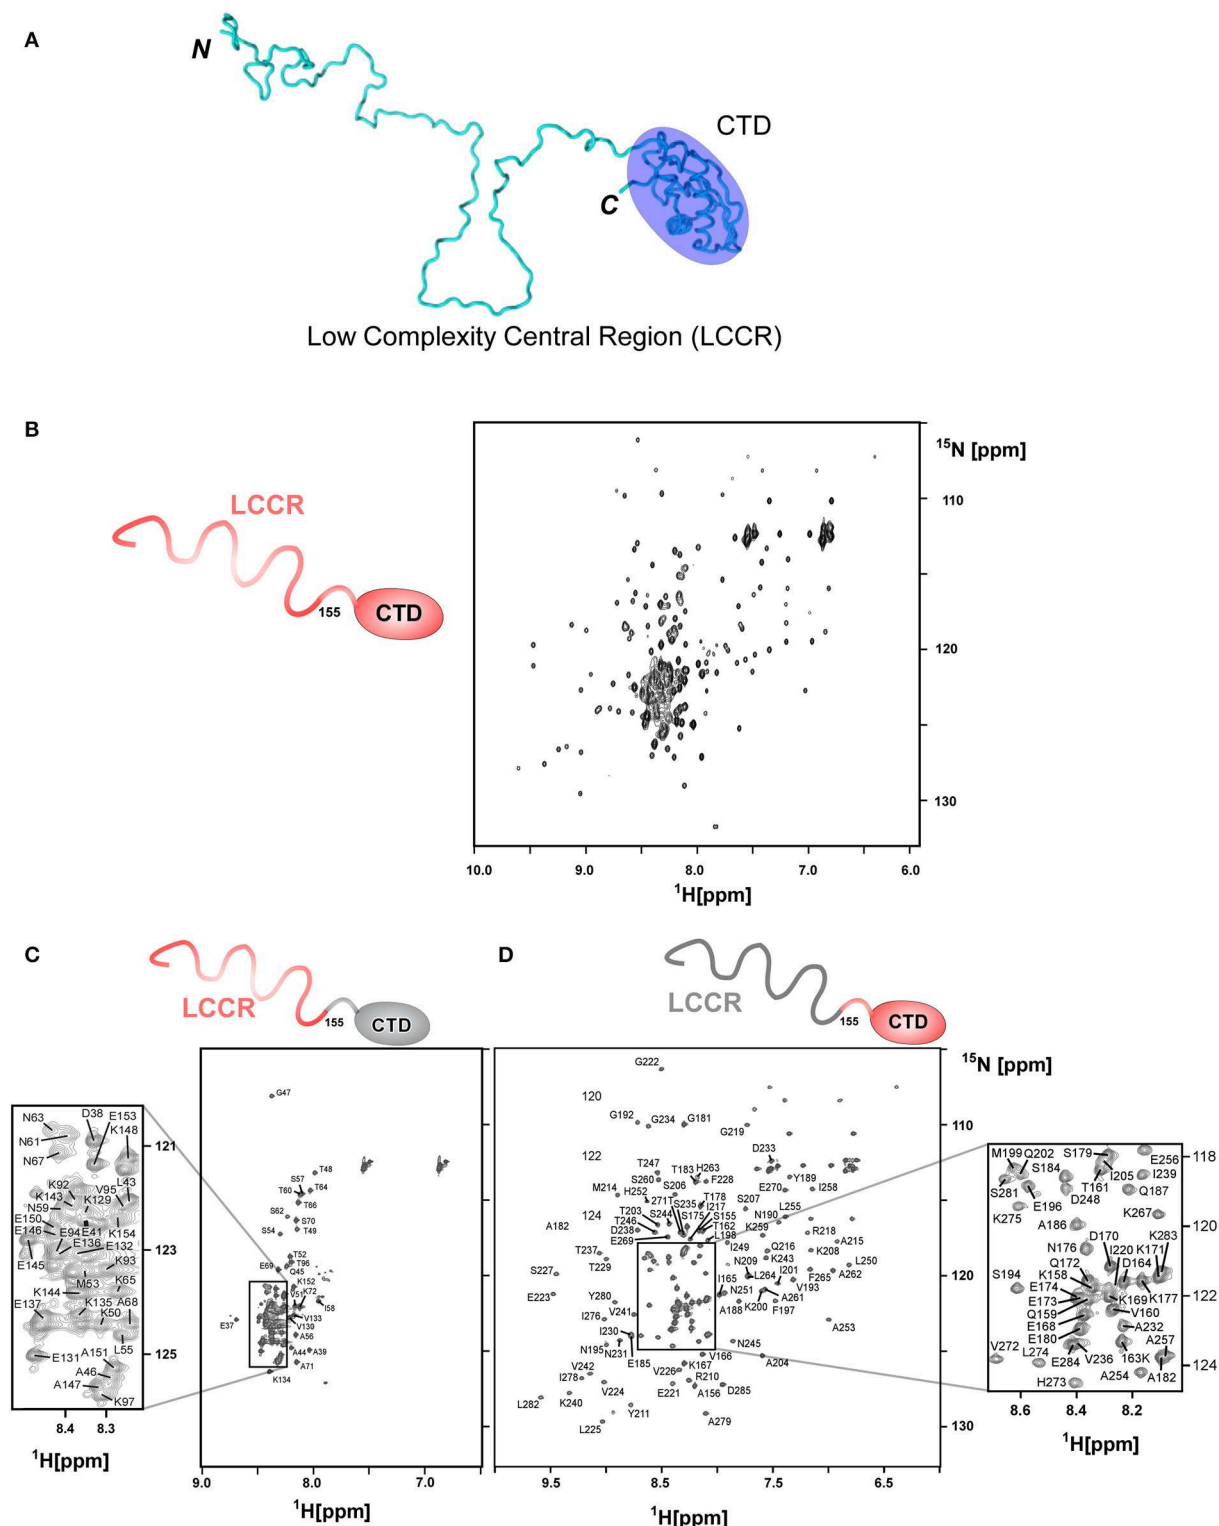 A
N
CTD
C
Low Complexity Central Region (LCCR)
B
¹⁵N [ppm]
LCCR
155
CTD
110
120
130
10.0 9.0 8.0 7.0 6.0
¹H[ppm]
C
LCCR
155
CTD
D
LCCR
155
CTD
N63
D38
E153
N61
K148
N67
K92
K143
V95
L43
N59
K129
E150
E146
E94
E41
K154
E136
E132
E145
K93
M53
K65
K144
E137
K135
A68
K50
L55
E131
A151
A46
A147
K97
121
123
125
8.4 8.3
¹H[ppm]
G47
T48
S57
T60
T64
T66
S62
S70
T49
S54
T52
T96
E69
Q45
K152
V51
K72
I58
E37
V133
V139
A56
A44
A39
A71
K134
9.0 8.0 7.0
¹H[ppm]
¹⁵N [ppm]
G222
120
G192
G234
G181
G219
122
D233
T247
S260
T183
H263
F228
Y189
M214
H252
S206
271T
T178
E270
I258
124
T203
S244
S235
S175
I217
S155
S207
L255
A182
T246
D238
T162
N190
K259
R218
E269
L198
I249
Q216
A215
T237
T229
N209
K243
K208
L250
S227
I165
L264
I201
F265
A262
E223
Y280
N251
V193
A188
K200
A261
F197
I276
V241
A253
I230
N195
N231
E185
N245
V166
A204
V242
I278
V226
K167
R210
V224
E221
A156
D285
L282
K240
Y211
L225
A279
110
120
130
9.5 8.5 7.5 6.5
¹H[ppm]
M199
Q202
S179
E256
S184
I205
I239
T161
S281
E196
D248
Q187
K275
A186
K267
N176
D170
K283
Q172
I220
K171
K158
D164
S194
E174
K169
K177
E173
Q159
V160
E168
A232
E180
A257
V272
L274
E284
V236
163K
A182
A254
H273
118
120
122
124
8.6 8.4 8.2
¹H[ppm]